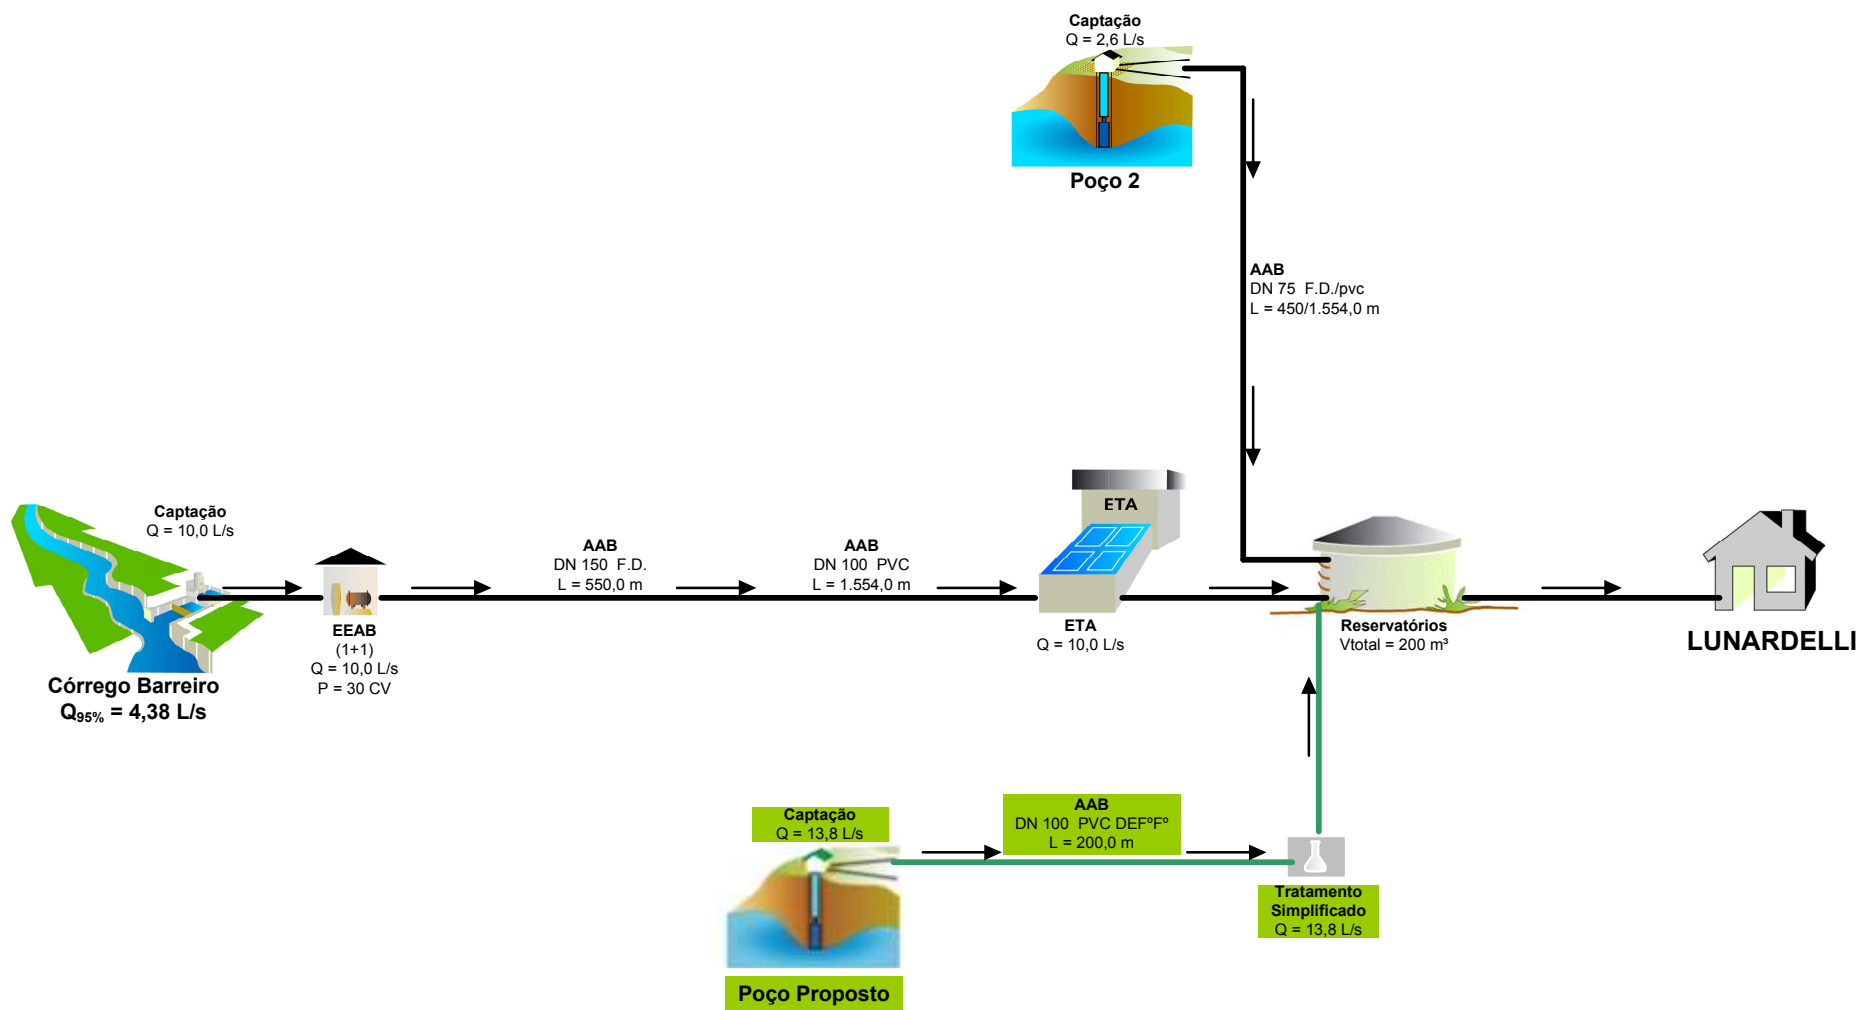 Captação
Q = 2,6 L/s
Poço 2
AAB
DN 75  F.D./pvc
L = 450/1.554,0 m
Captação
Q = 10,0 L/s
Córrego Barreiro
Q95% = 4,38 L/s
EEAB
(1+1)
Q = 10,0 L/s
P = 30 CV
AAB
DN 150  F.D.
L = 550,0 m
AAB
DN 100  PVC
L = 1.554,0 m
ETA
ETA
Q = 10,0 L/s
Reservatórios
Vtotal = 200 m³
LUNARDELLI
Captação
Q = 13,8 L/s
Poço Proposto
AAB
DN 100  PVC DEFºFº
L = 200,0 m
Tratamento
Simplificado
Q = 13,8 L/s